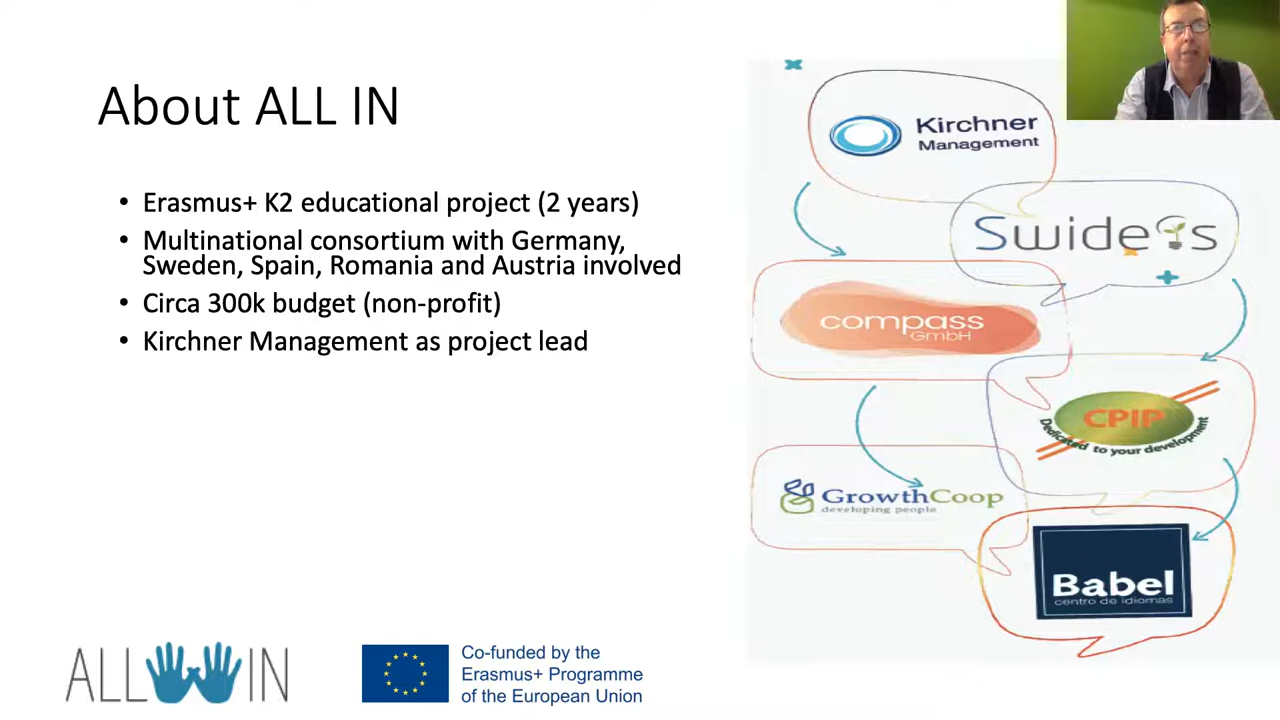 About ALL IN
• Erasmus+ K2 educational project (2 years)
• Multinational consortium with Germany,
Sweden, Spain, Romania and Austria involved
• Circa 300k budget (non-profit)
• Kirchner Management as project lead
Kirchner
Management
Swideas
compass
GmbH
CPIP
Dedicated to your development
GrowthCoop
developing people
Babel
centro de idiomas
ALL IN
Co-funded by the
Erasmus+ Programme
of the European Union